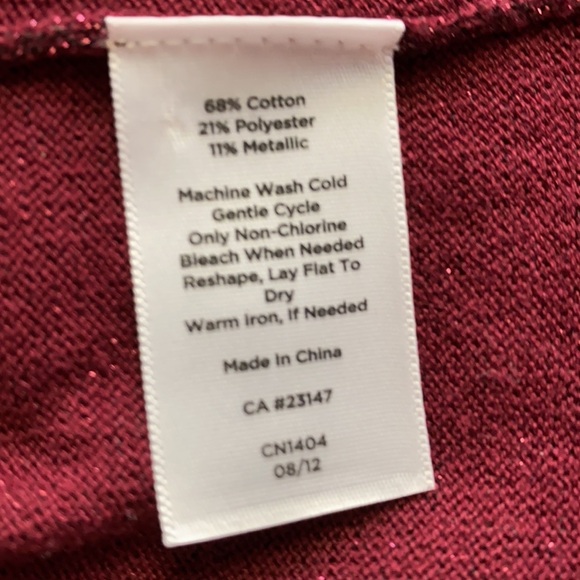 68% Cotton
21% Polyester
11% Metallic
Machine Wash Cold
Gentle Cycle
Only Non-Chlorine
Bleach When Needed
Reshape, Lay Flat To
Dry
Warm Iron, If Needed
Made In China
CA #23147
CN1404
08/12